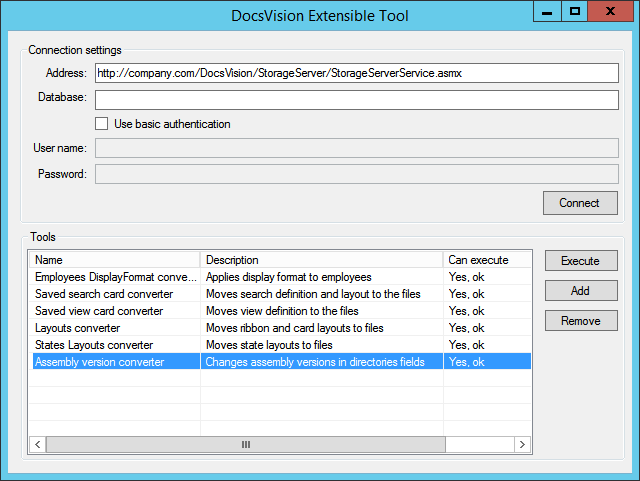 DocsVision Extensible Tool
Connection settings
Address: http://company.com/DocsVision/StorageServer/StorageServerService.asmx
Database:
Use basic authentication
User name:
Password:
Connect
Tools
Name Description Can execute
Employees DisplayFormat conve... Applies display format to employees Yes, ok
Saved search card converter Moves search definition and layout to the files Yes, ok
Saved view card converter Moves view definition to the files Yes, ok
Layouts converter Moves ribbon and card layouts to files Yes, ok
States Layouts converter Moves state layouts to files Yes, ok
Assembly version converter Changes assembly versions in directories fields Yes, ok
Execute
Add
Remove